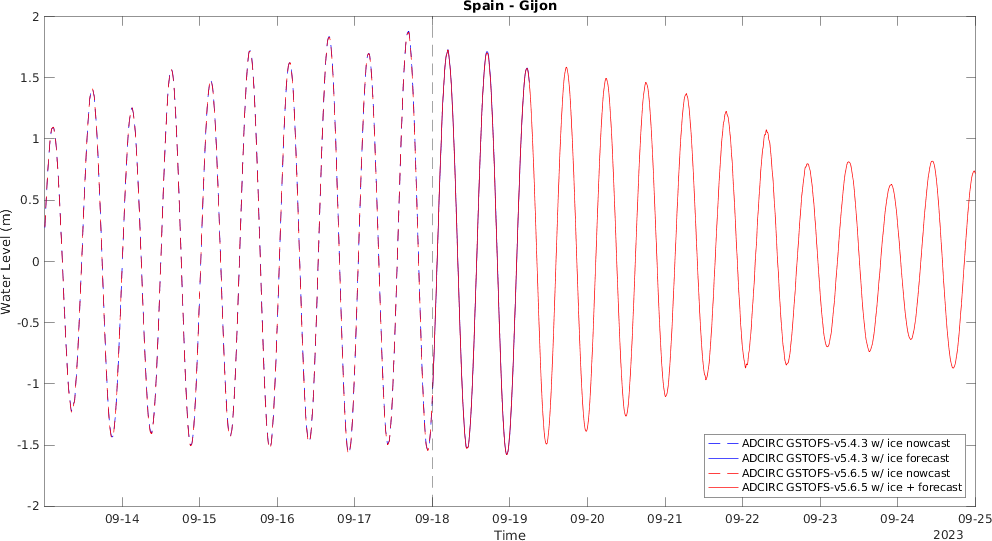 Spain - Gijon
2
1.5
1
0.5
0
-0.5
-1
-1.5
-2
Water Level (m)
ADCIRC GSTOFS-v5.4.3 w/ ice nowcast
ADCIRC GSTOFS-v5.4.3 w/ ice forecast
ADCIRC GSTOFS-v5.6.5 w/ ice nowcast
ADCIRC GSTOFS-v5.6.5 w/ ice + forecast
09-14 09-15 09-16 09-17 09-18 09-19 09-20 09-21 09-22 09-23 09-24 09-25
Time
2023